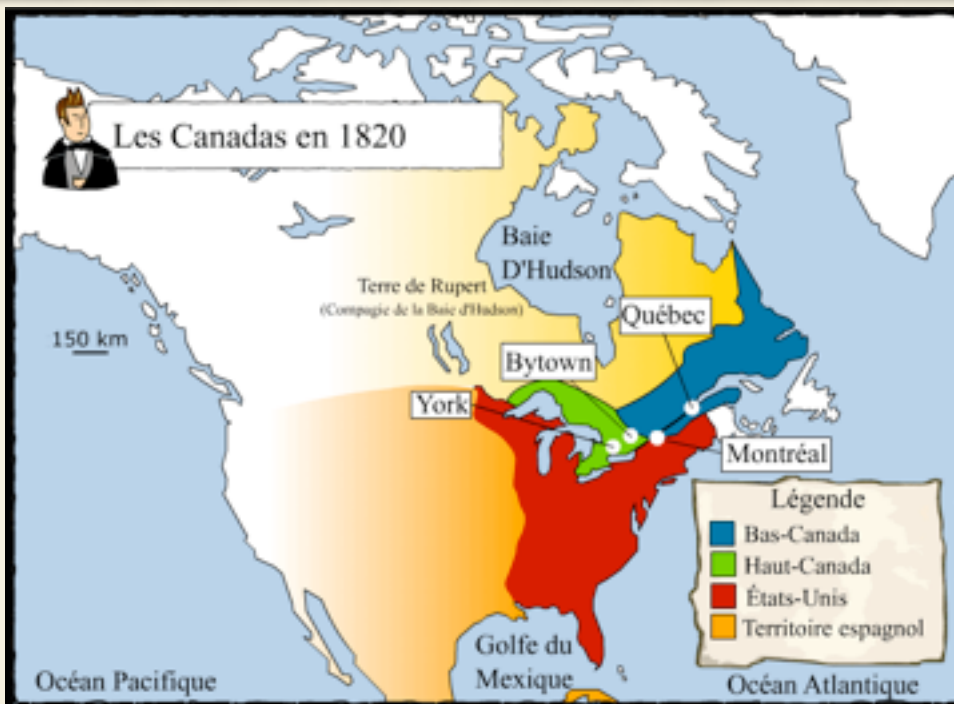 Les Canadas en 1820
Baie
D'Hudson
Terre de Rupert
(Compagie de la Baie d'Hudson)
Québec
150 km
Bytown
York
Montréal
Légende
Bas-Canada
Haut-Canada
États-Unis
Territoire espagnol
Golfe du
Mexique
Océan Pacifique
Océan Atlantique